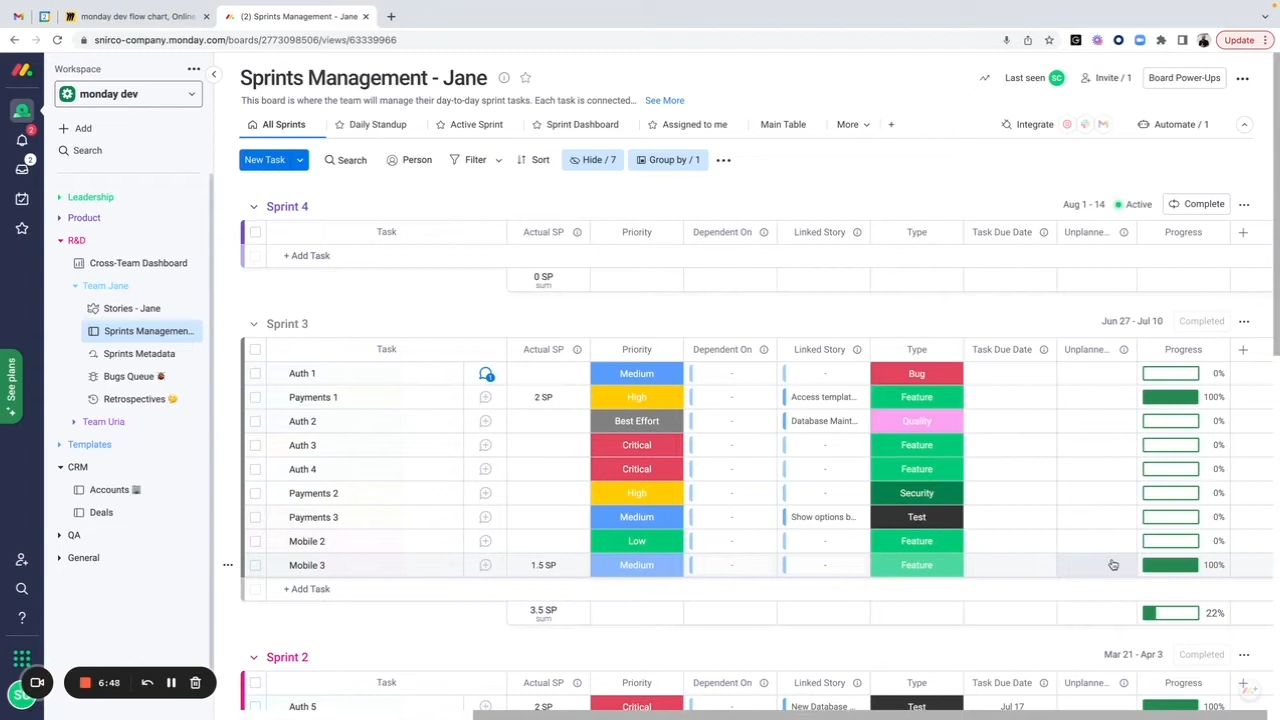 monday dev flow chart, Onlin
(2) Sprints Management - Jane
snirco-company.monday.com/boards/2773098506/views/63339966
Update
Workspace
monday dev
Add
Search
Leadership
Product
R&D
Cross-Team Dashboard
Team Jane
Stories - Jane
Sprints Managemen...
Sprints Metadata
Bugs Queue 🐞
Retrospectives
Team Uria
Templates
CRM
Accounts
Deals
QA
General
See plans
2
2
6:48
Sprints Management - Jane
Last seen SC
Invite / 1
Board Power-Ups
This board is where the team will manage their day-to-day sprint tasks. Each task is connected... See More
All Sprints Daily Standup Active Sprint Sprint Dashboard Assigned to me Main Table More +
Integrate
Automate / 1
New Task Search Person Filter Sort Hide / 7 Group by / 1
Sprint 4
Aug 1 - 14 Active Complete
Task Actual SP Priority Dependent On Linked Story Type Task Due Date Unplanne... Progress
+ Add Task
0 SP
sum
Sprint 3
Jun 27 - Jul 10 Completed
Task Actual SP Priority Dependent On Linked Story Type Task Due Date Unplanne... Progress
Auth 1 1 Medium - - Bug 0%
Payments 1 2 SP High - Access templat... Feature 100%
Auth 2 Best Effort - Database Maint... Quality 0%
Auth 3 Critical - - Feature 0%
Auth 4 Critical - - Feature 0%
Payments 2 High - - Security 0%
Payments 3 Medium - Show options b... Test 0%
Mobile 2 Low - - Feature 0%
Mobile 3 1.5 SP Medium - - Feature 100%
+ Add Task
3.5 SP 22%
sum
Sprint 2
Mar 21 - Apr 3 Completed
Task Actual SP Priority Dependent On Linked Story Type Task Due Date Unplanne... Progress
Auth 5 2 SP Critical - New Database ... Test Jul 17 100%